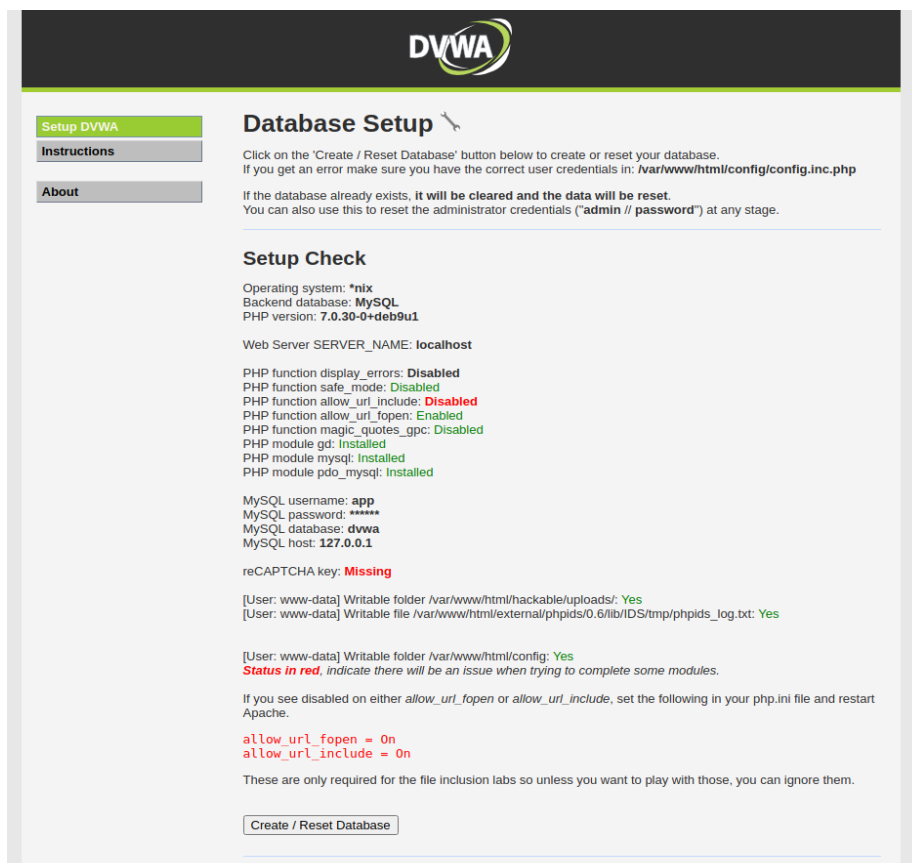 DVWA
Setup DVWA
Instructions
About
Database Setup
Click on the 'Create / Reset Database' button below to create or reset your database.
If you get an error make sure you have the correct user credentials in: /var/www/html/config/config.inc.php
If the database already exists, it will be cleared and the data will be reset.
You can also use this to reset the administrator credentials ("admin // password") at any stage.
Setup Check
Operating system: *nix
Backend database: MySQL
PHP version: 7.0.30-0+deb9u1
Web Server SERVER_NAME: localhost
PHP function display_errors: Disabled
PHP function safe_mode: Disabled
PHP function allow_url_include: Disabled
PHP function allow_url_fopen: Enabled
PHP function magic_quotes_gpc: Disabled
PHP module gd: Installed
PHP module mysql: Installed
PHP module pdo_mysql: Installed
MySQL username: app
MySQL password: ******
MySQL database: dvwa
MySQL host: 127.0.0.1
reCAPTCHA key: Missing
[User: www-data] Writable folder /var/www/html/hackable/uploads/: Yes
[User: www-data] Writable file /var/www/html/external/phpids/0.6/lib/IDS/tmp/phpids_log.txt: Yes
[User: www-data] Writable folder /var/www/html/config: Yes
Status in red, indicate there will be an issue when trying to complete some modules.
If you see disabled on either allow_url_fopen or allow_url_include, set the following in your php.ini file and restart
Apache.
allow_url_fopen = On
allow_url_include = On
These are only required for the file inclusion labs so unless you want to play with those, you can ignore them.
Create / Reset Database